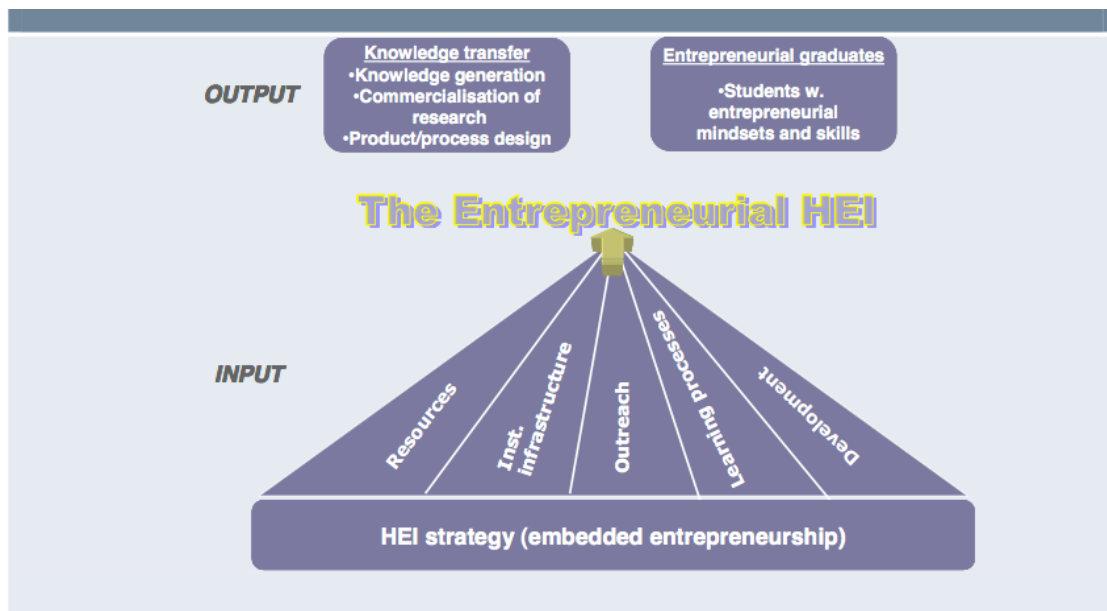 OUTPUT
Knowledge transfer
•Knowledge generation
•Commercialisation of
research
•Product/process design
Entrepreneurial graduates
•Students w.
entrepreneurial
mindsets and skills
The Entrepreneurial HEI
INPUT
Resources
Inst.
infrastructure
Outreach
Learning processes
Development
HEI strategy (embedded entrepreneurship)